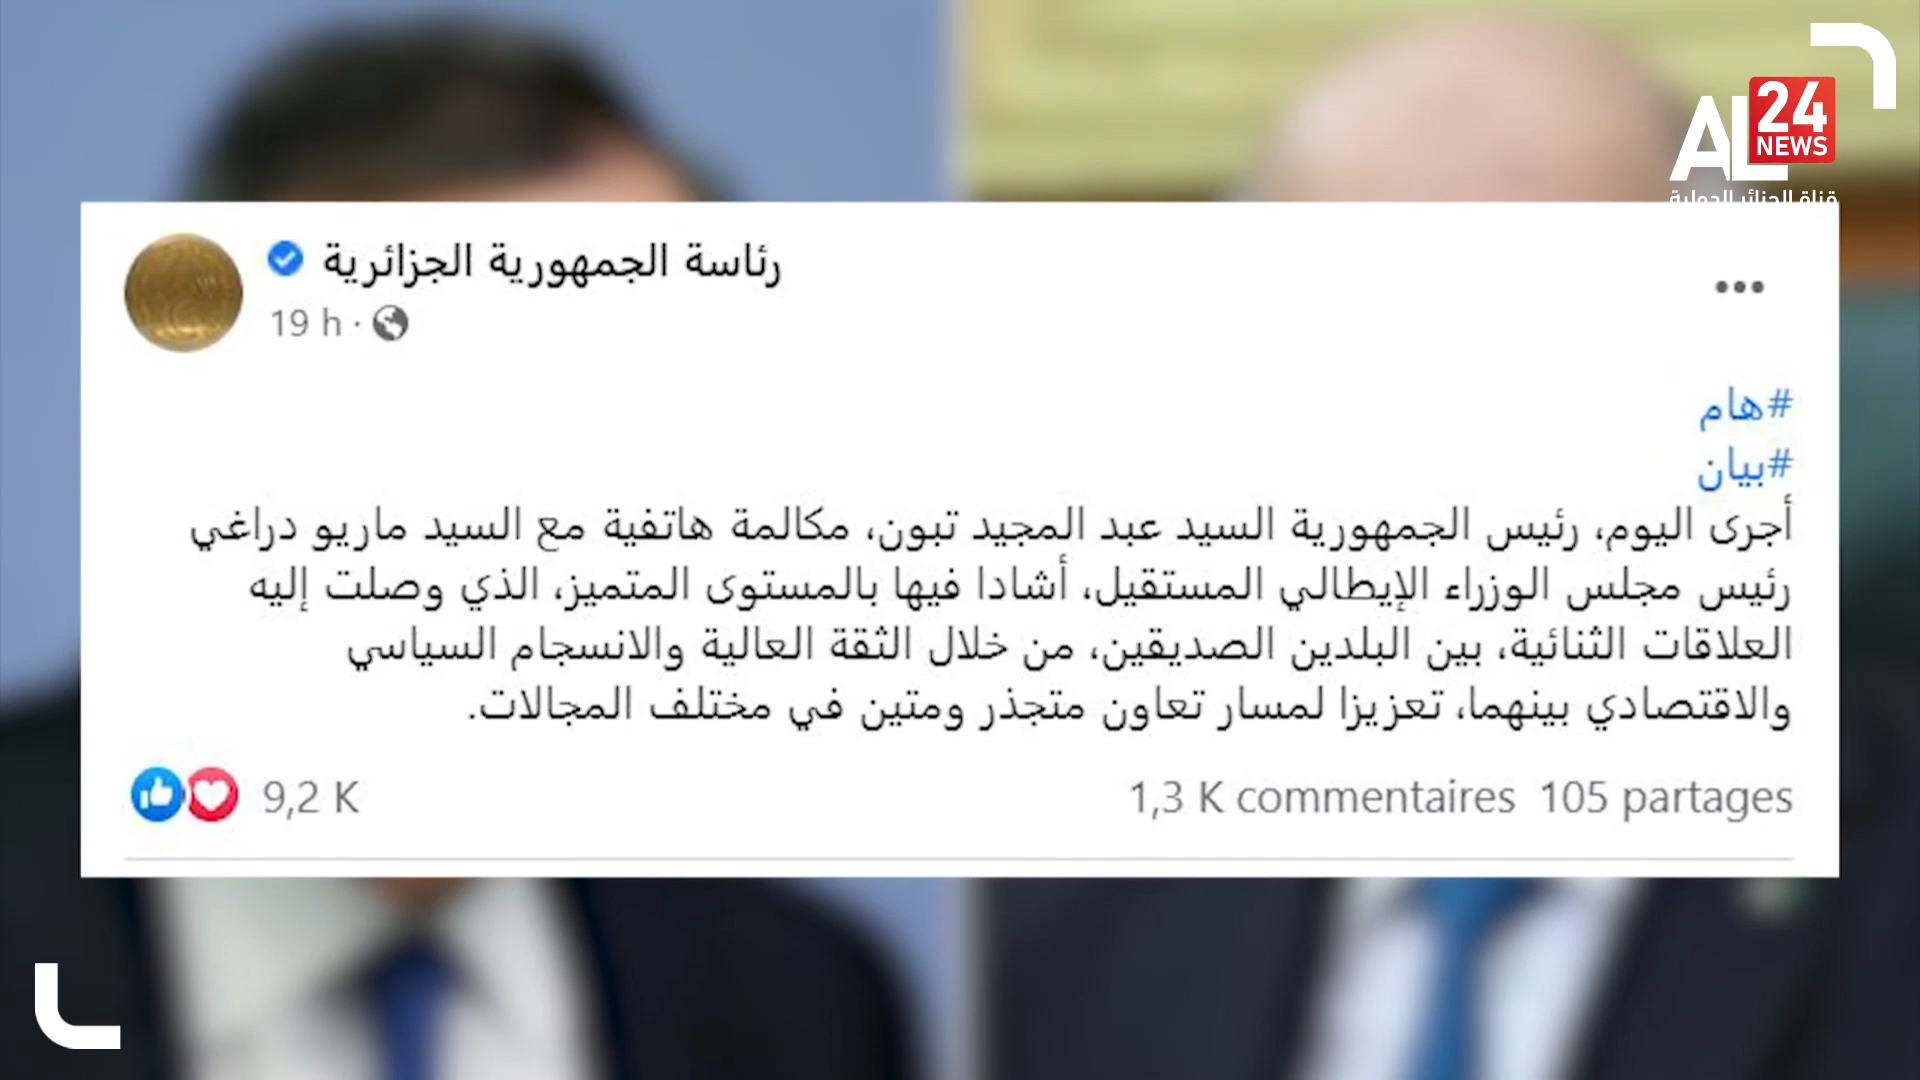 AL
24
NEWS
قناة الجزائر الدولية
رئاسة الجمهورية الجزائرية
19 h ·
#هام
#بيان
أجرى اليوم، رئيس الجمهورية السيد عبد المجيد تبون، مكالمة هاتفية مع السيد ماريو دراغي
رئيس مجلس الوزراء الإيطالي المستقيل، أشادا فيها بالمستوى المتميز، الذي وصلت إليه
العلاقات الثنائية، بين البلدين الصديقين، من خلال الثقة العالية والانسجام السياسي
والاقتصادي بينهما، تعزيزا لمسار تعاون متجذر ومتين في مختلف المجالات.
9,2 K
1,3 K commentaires 105 partages